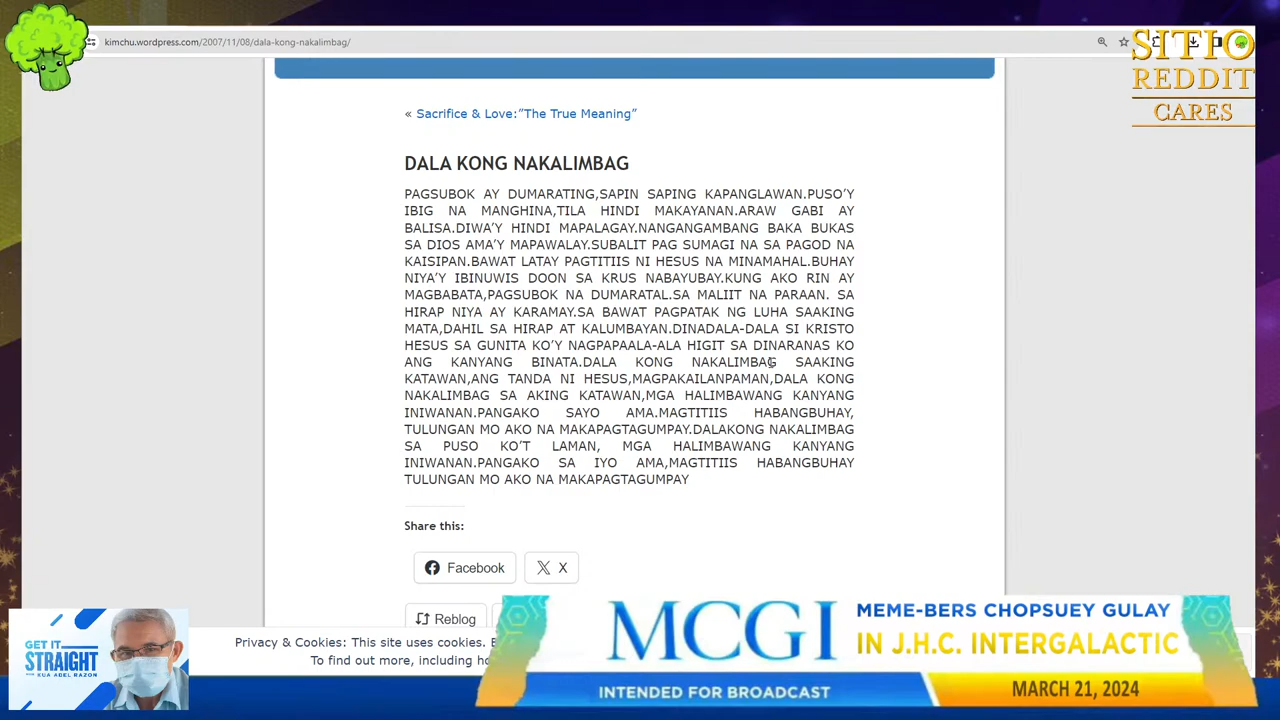 kimchu.wordpress.com/2007/11/08/dala-kong-nakalimbag/
SITIO
REDDIT
CARES
« Sacrifice & Love:”The True Meaning”
DALA KONG NAKALIMBAG
PAGSUBOK AY DUMARATING,SAPIN SAPING KAPANGLAWAN.PUSO’Y
IBIG NA MANGHINA,TILA HINDI MAKAYANAN.ARAW GABI AY
BALISA.DIWA’Y HINDI MAPALAGAY.NANGANGAMBANG BAKA BUKAS
SA DIOS AMA’Y MAPAWALAY.SUBALIT PAG SUMAGI NA SA PAGOD NA
KAISIPAN.BAWAT LATAY PAGTITIIS NI HESUS NA MINAMAHAL.BUHAY
NIYA’Y IBINUWIS DOON SA KRUS NABAYUBAY.KUNG AKO RIN AY
MAGBABATA,PAGSUBOK NA DUMARATAL.SA MALIIT NA PARAAN. SA
HIRAP NIYA AY KARAMAY.SA BAWAT PAGPATAK NG LUHA SAAKING
MATA,DAHIL SA HIRAP AT KALUMBAYAN.DINADALA-DALA SI KRISTO
HESUS SA GUNITA KO’Y NAGPAPAALA-ALA HIGIT SA DINARANAS KO
ANG KANYANG BINATA.DALA KONG NAKALIMBAG SAAKING
KATAWAN,ANG TANDA NI HESUS,MAGPAKAILANPAMAN,DALA KONG
NAKALIMBAG SA AKING KATAWAN,MGA HALIMBAWANG KANYANG
INIWANAN.PANGAKO SAYO AMA.MAGTITIIS HABANGBUHAY,
TULUNGAN MO AKO NA MAKAPAGTAGUMPAY.DALAKONG NAKALIMBAG
SA PUSO KO’T LAMAN, MGA HALIMBAWANG KANYANG
INIWANAN.PANGAKO SA IYO AMA,MAGTITIIS HABANGBUHAY
TULUNGAN MO AKO NA MAKAPAGTAGUMPAY
Share this:
Facebook
X
Reblog
Privacy & Cookies: This site uses cookies.
To find out more, including
GET IT
STRAIGHT
KUA ADEL RAZON
MCGI
MEME-BERS CHOPSUEY GULAY
IN J.H.C. INTERGALACTIC
INTENDED FOR BROADCAST
MARCH 21, 2024